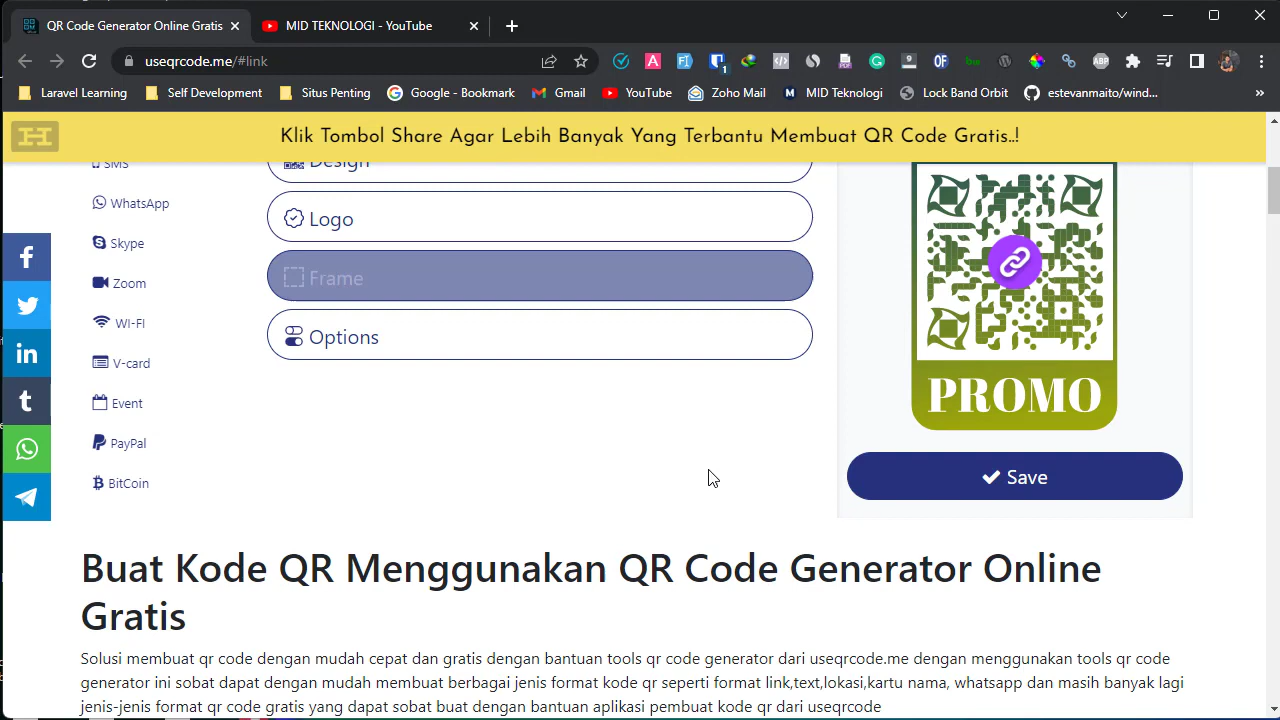 QR Code Generator Online Gratis
MID TEKNOLOGI - YouTube
useqrcode.me/#link
1
Laravel Learning
Self Development
Situs Penting
Google - Bookmark
Gmail
YouTube
Zoho Mail
MID Teknologi
Lock Band Orbit
estevanmaito/wind...
Klik Tombol Share Agar Lebih Banyak Yang Terbantu Membuat QR Code Gratis..!
SMS
WhatsApp
Skype
Zoom
WI-FI
V-card
Event
PayPal
BitCoin
Design
Logo
Frame
Options
PROMO
Save
Buat Kode QR Menggunakan QR Code Generator Online
Gratis
Solusi membuat qr code dengan mudah cepat dan gratis dengan bantuan tools qr code generator dari useqrcode.me dengan menggunakan tools qr code
generator ini sobat dapat dengan mudah membuat berbagai jenis format kode qr seperti format link,text,lokasi,kartu nama, whatsapp dan masih banyak lagi
jenis-jenis format qr code gratis yang dapat sobat buat dengan bantuan aplikasi pembuat kode qr dari useqrcode